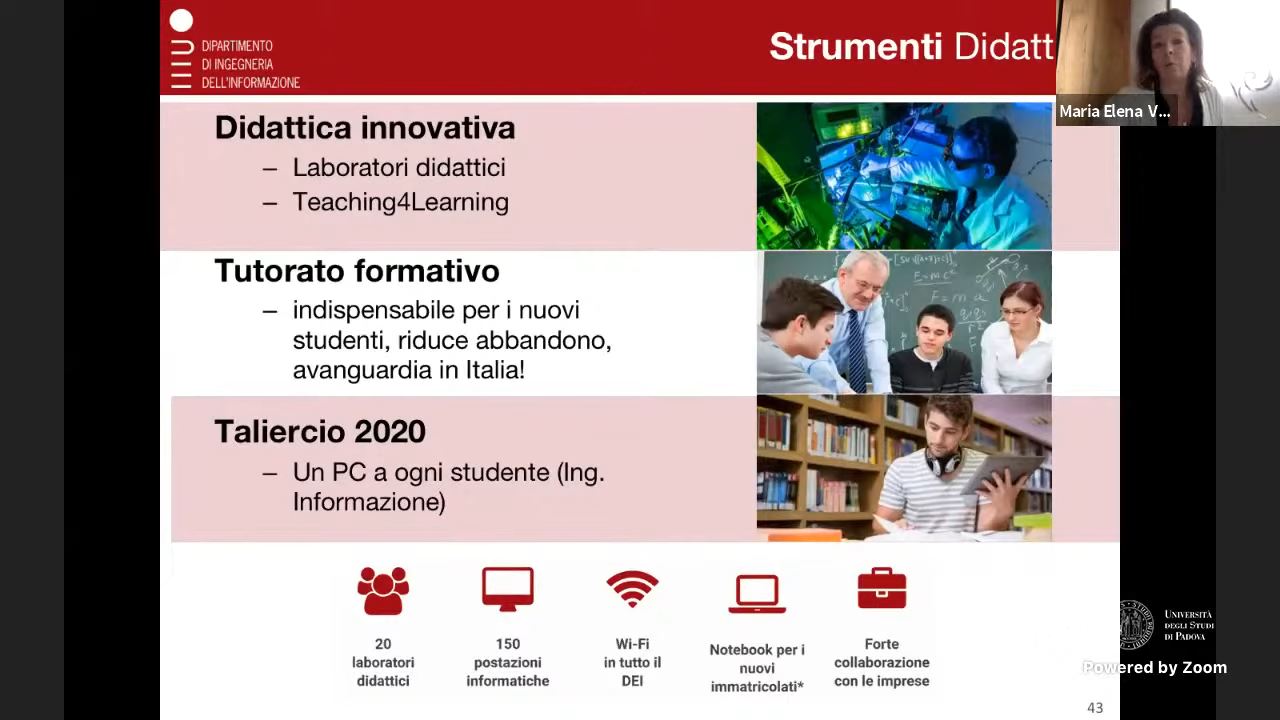 DIPARTIMENTO
DI INGEGNERIA
DELL'INFORMAZIONE
Strumenti Didatt
Maria Elena V...
Didattica innovativa
– Laboratori didattici
– Teaching4Learning
Tutorato formativo
– indispensabile per i nuovi
studenti, riduce abbandono,
avanguardia in Italia!
Taliercio 2020
– Un PC a ogni studente (Ing.
Informazione)
20
laboratori
didattici
150
postazioni
informatiche
Wi-Fi
in tutto il
DEI
Notebook per i
nuovi
immatricolati*
Forte
collaborazione
con le imprese
UNIVERSITÀ
DEGLI STUDI
DI PADOVA
Powered by Zoom
43